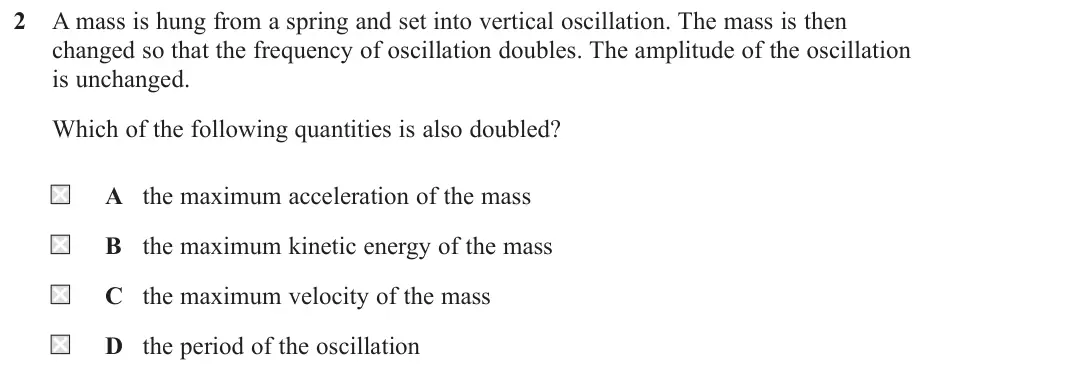 2 A mass is hung from a spring and set into vertical oscillation. The mass is then
changed so that the frequency of oscillation doubles. The amplitude of the oscillation
is unchanged.
Which of the following quantities is also doubled?
A the maximum acceleration of the mass
B the maximum kinetic energy of the mass
C the maximum velocity of the mass
D the period of the oscillation